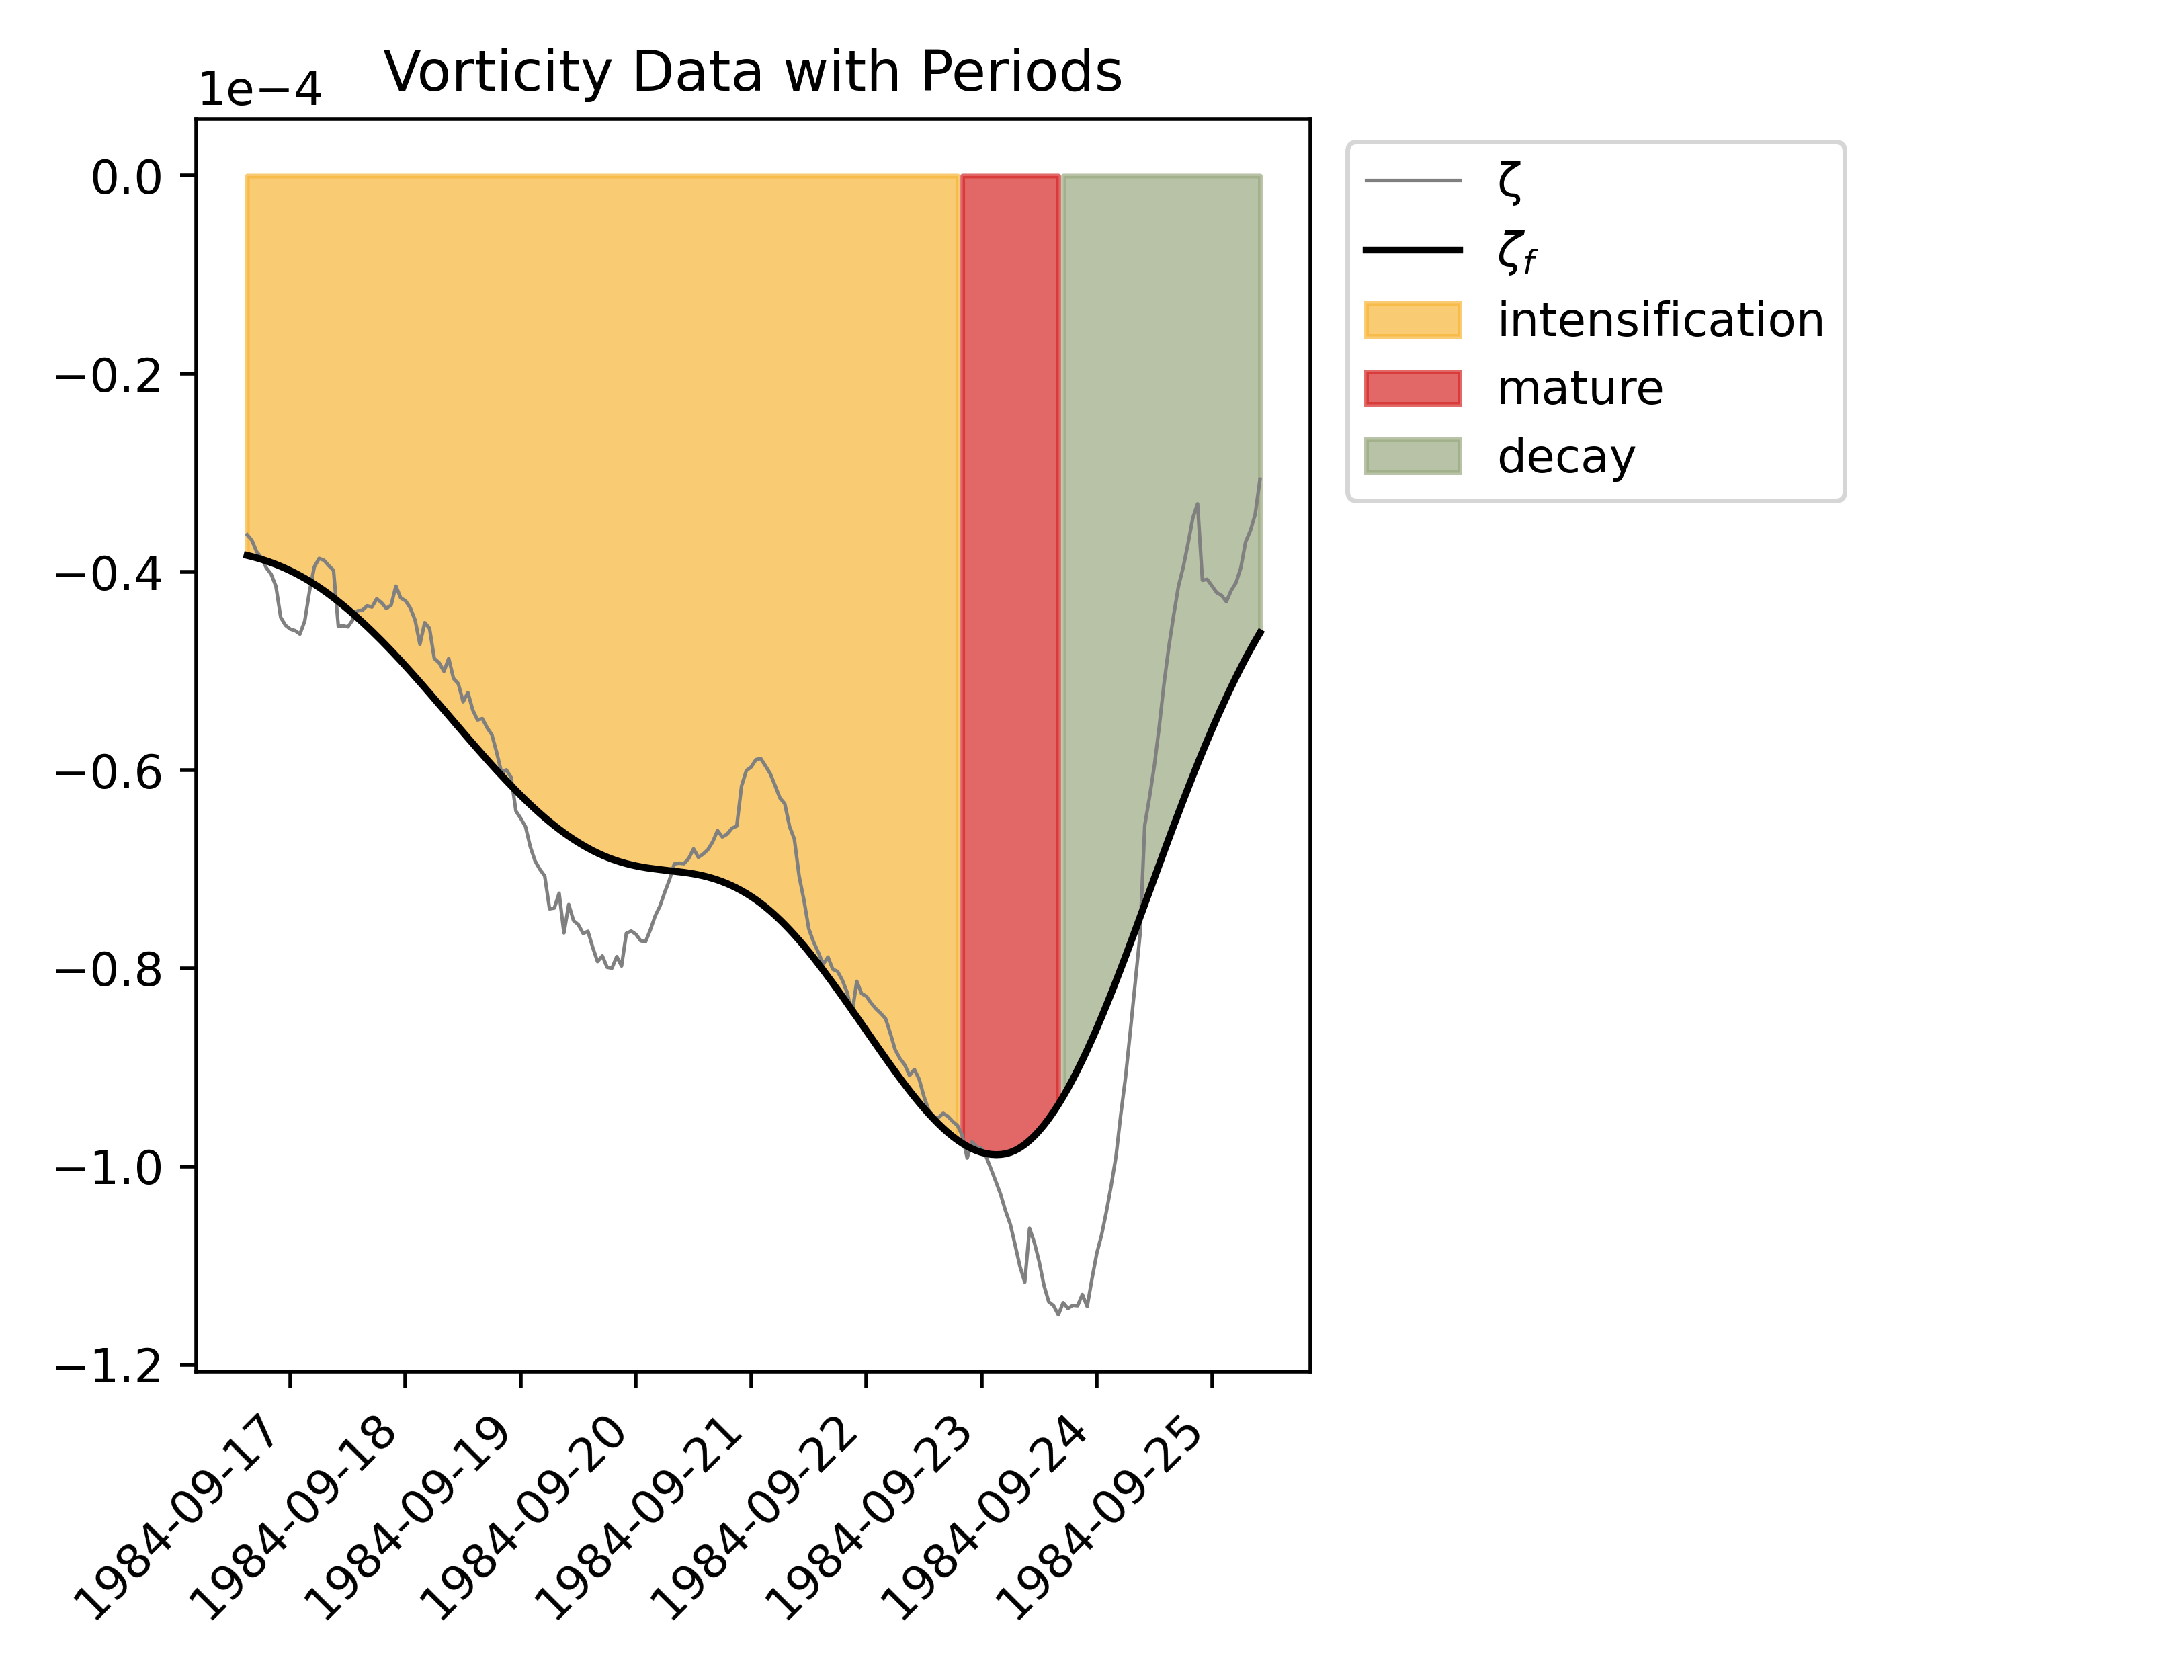 Vorticity Data with Periods
1e−4
0.0
−0.2
−0.4
−0.6
−0.8
−1.0
−1.2
1984-09-17
1984-09-18
1984-09-19
1984-09-20
1984-09-21
1984-09-22
1984-09-23
1984-09-24
1984-09-25
ζ
ζf
intensification
mature
decay